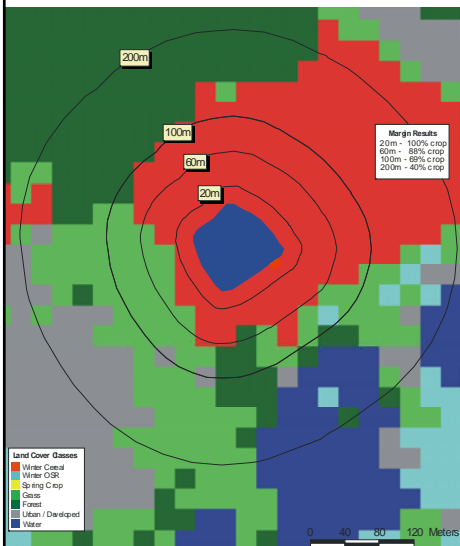 200m
100m
60m
20m
Margin Results
20m - 100% crop
60m - 88% crop
100m - 69% crop
200m - 40% crop
Land Cover Classes
Winter Cereal
Winter OSR
Spring Crop
Grass
Forest
Urban / Developed
Water
0 40 80 120 Meters